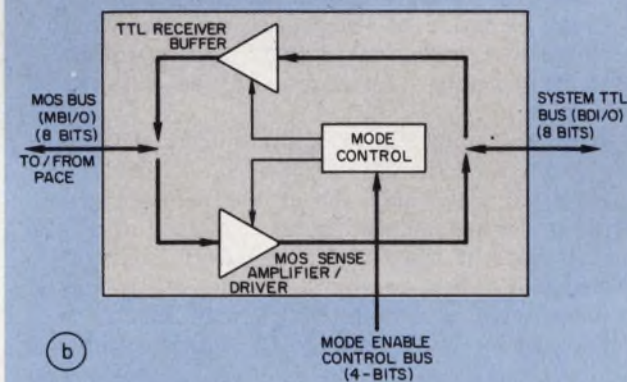 TTL RECEIVER
BUFFER
MOS BUS
(MBI/O)
(8 BITS)
TO/FROM
PACE
MODE
CONTROL
SYSTEM TTL
BUS (BDI/O)
(8 BITS)
MOS SENSE
AMPLIFIER/
DRIVER
MODE ENABLE
CONTROL BUS
(4-BITS)
b